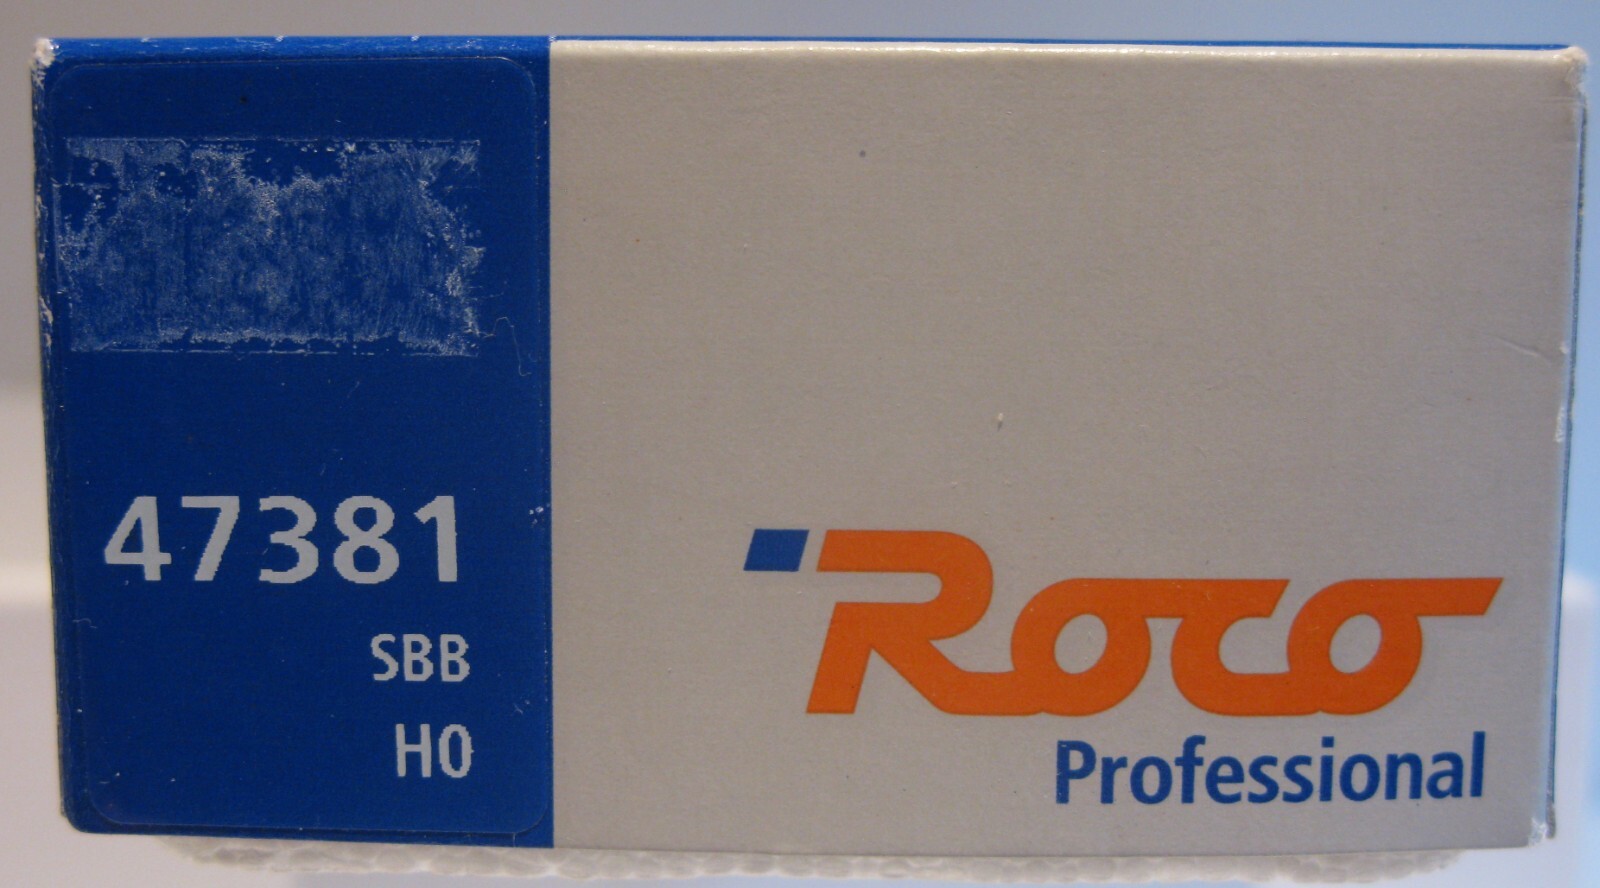 47381
SBB
H0
Roco
Professional